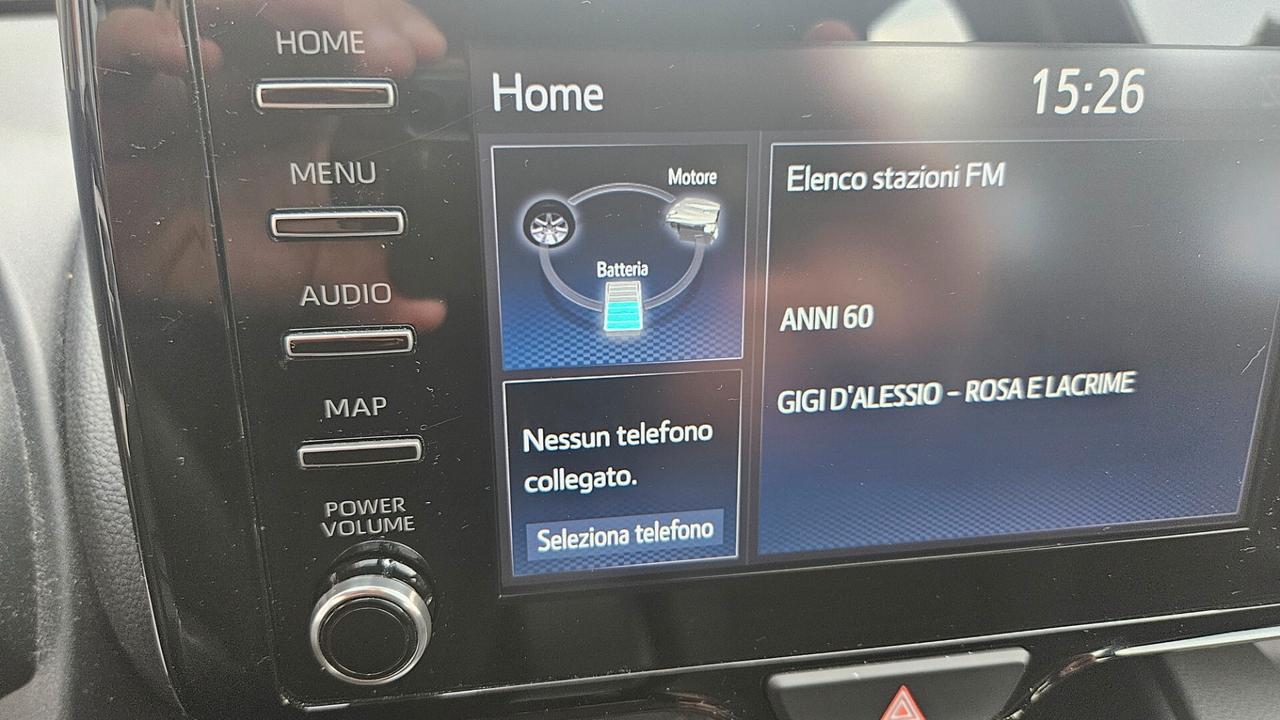 HOME
MENU
AUDIO
MAP
POWER
VOLUME
Home
15:26
Motore
Batteria
Nessun telefono
collegato.
Seleziona telefono
Elenco stazioni FM
ANNI 60
GIGI D'ALESSIO - ROSA E LACRIME